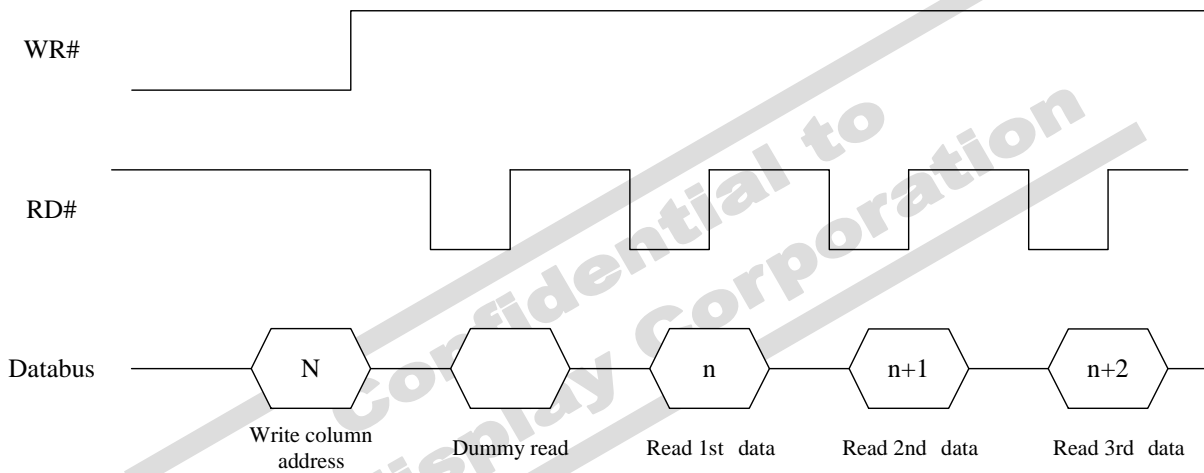 WR#
RD#
Databus
N
n
n+1
n+2
Write column
address
Dummy read
Read 1st data
Read 2nd data
Read 3rd data
Confidential to
isplay Corporation